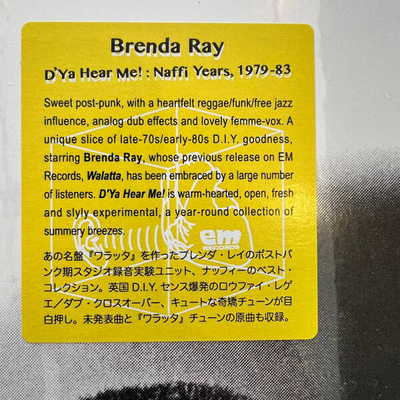 Brenda Ray
D'Ya Hear Me! : Naffi Years, 1979-83
Sweet post-punk, with a heartfelt reggae/funk/free jazz
influence, analog dub effects and lovely femme-vox. A
unique slice of late-70s/early-80s D.I.Y. goodness,
starring Brenda Ray, whose previous release on EM
Records, Walatta, has been embraced by a large number
of listeners. D'Ya Hear Me! is warm-hearted, open, fresh
and slyly experimental, a year-round collection of
summery breezes.
em
RECORDS
あの名盤『ワラッタ』を作ったブレンダ・レイのポストパン
ク期スタジオ録音実験ユニット、ナッフィーのベスト・
コレクション。英国 D.I.Y. センス爆発のロウファイ・レゲ
エ／ダブ・クロスオーバー、キュートな奇矯チューンが目
白押し。未発表曲と『ワラッタ』チューンの原曲も収録。